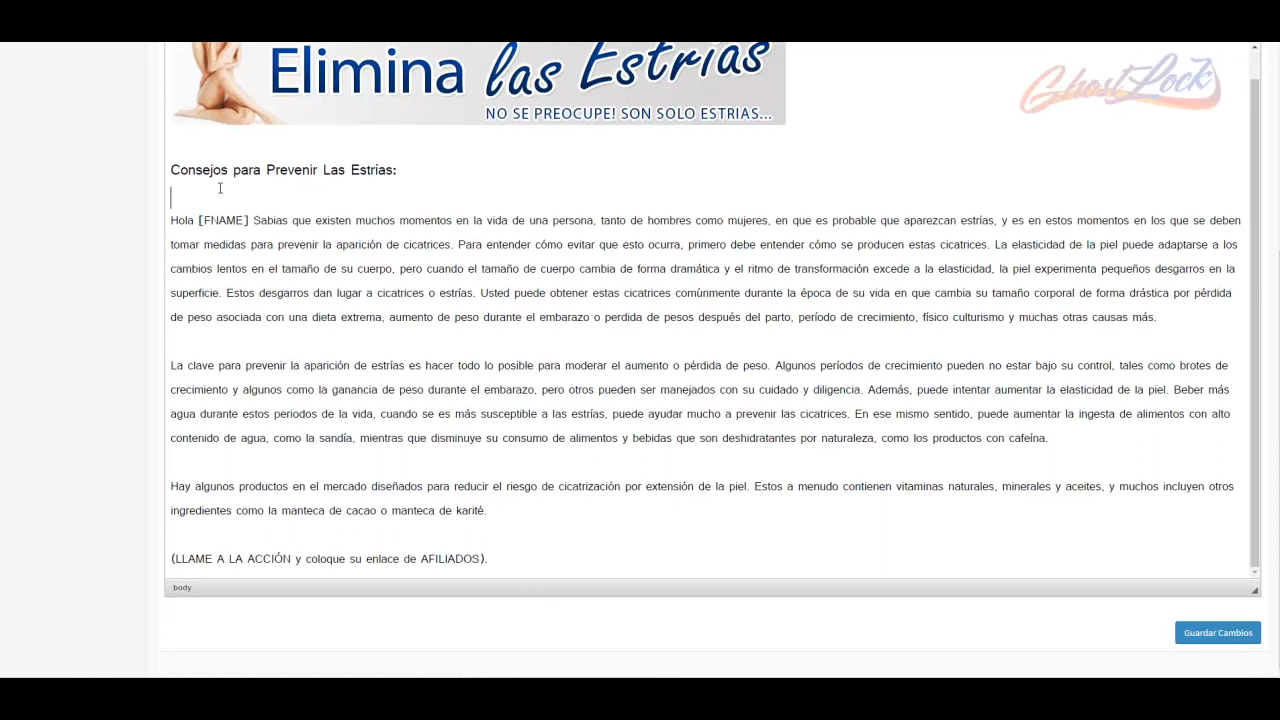 Elimina las Estrías
NO SE PREOCUPE! SON SOLO ESTRIAS...
GhostLock
Consejos para Prevenir Las Estrías:
Hola [FNAME] Sabias que existen muchos momentos en la vida de una persona, tanto de hombres como mujeres, en que es probable que aparezcan estrías, y es en estos momentos en los que se deben
tomar medidas para prevenir la aparición de cicatrices. Para entender cómo evitar que esto ocurra, primero debe entender cómo se producen estas cicatrices. La elasticidad de la piel puede adaptarse a los
cambios lentos en el tamaño de su cuerpo, pero cuando el tamaño de cuerpo cambia de forma dramática y el ritmo de transformación excede a la elasticidad, la piel experimenta pequeños desgarros en la
superficie. Estos desgarros dan lugar a cicatrices o estrías. Usted puede obtener estas cicatrices comúnmente durante la época de su vida en que cambia su tamaño corporal de forma drástica por pérdida
de peso asociada con una dieta extrema, aumento de peso durante el embarazo o perdida de pesos después del parto, período de crecimiento, físico culturismo y muchas otras causas más.
La clave para prevenir la aparición de estrías es hacer todo lo posible para moderar el aumento o pérdida de peso. Algunos períodos de crecimiento pueden no estar bajo su control, tales como brotes de
crecimiento y algunos como la ganancia de peso durante el embarazo, pero otros pueden ser manejados con su cuidado y diligencia. Además, puede intentar aumentar la elasticidad de la piel. Beber más
agua durante estos periodos de la vida, cuando se es más susceptible a las estrías, puede ayudar mucho a prevenir las cicatrices. En ese mismo sentido, puede aumentar la ingesta de alimentos con alto
contenido de agua, como la sandía, mientras que disminuye su consumo de alimentos y bebidas que son deshidratantes por naturaleza, como los productos con cafeína.
Hay algunos productos en el mercado diseñados para reducir el riesgo de cicatrización por extensión de la piel. Estos a menudo contienen vitaminas naturales, minerales y aceites, y muchos incluyen otros
ingredientes como la manteca de cacao o manteca de karité.
(LLAME A LA ACCIÓN y coloque su enlace de AFILIADOS).
body
Guardar Cambios